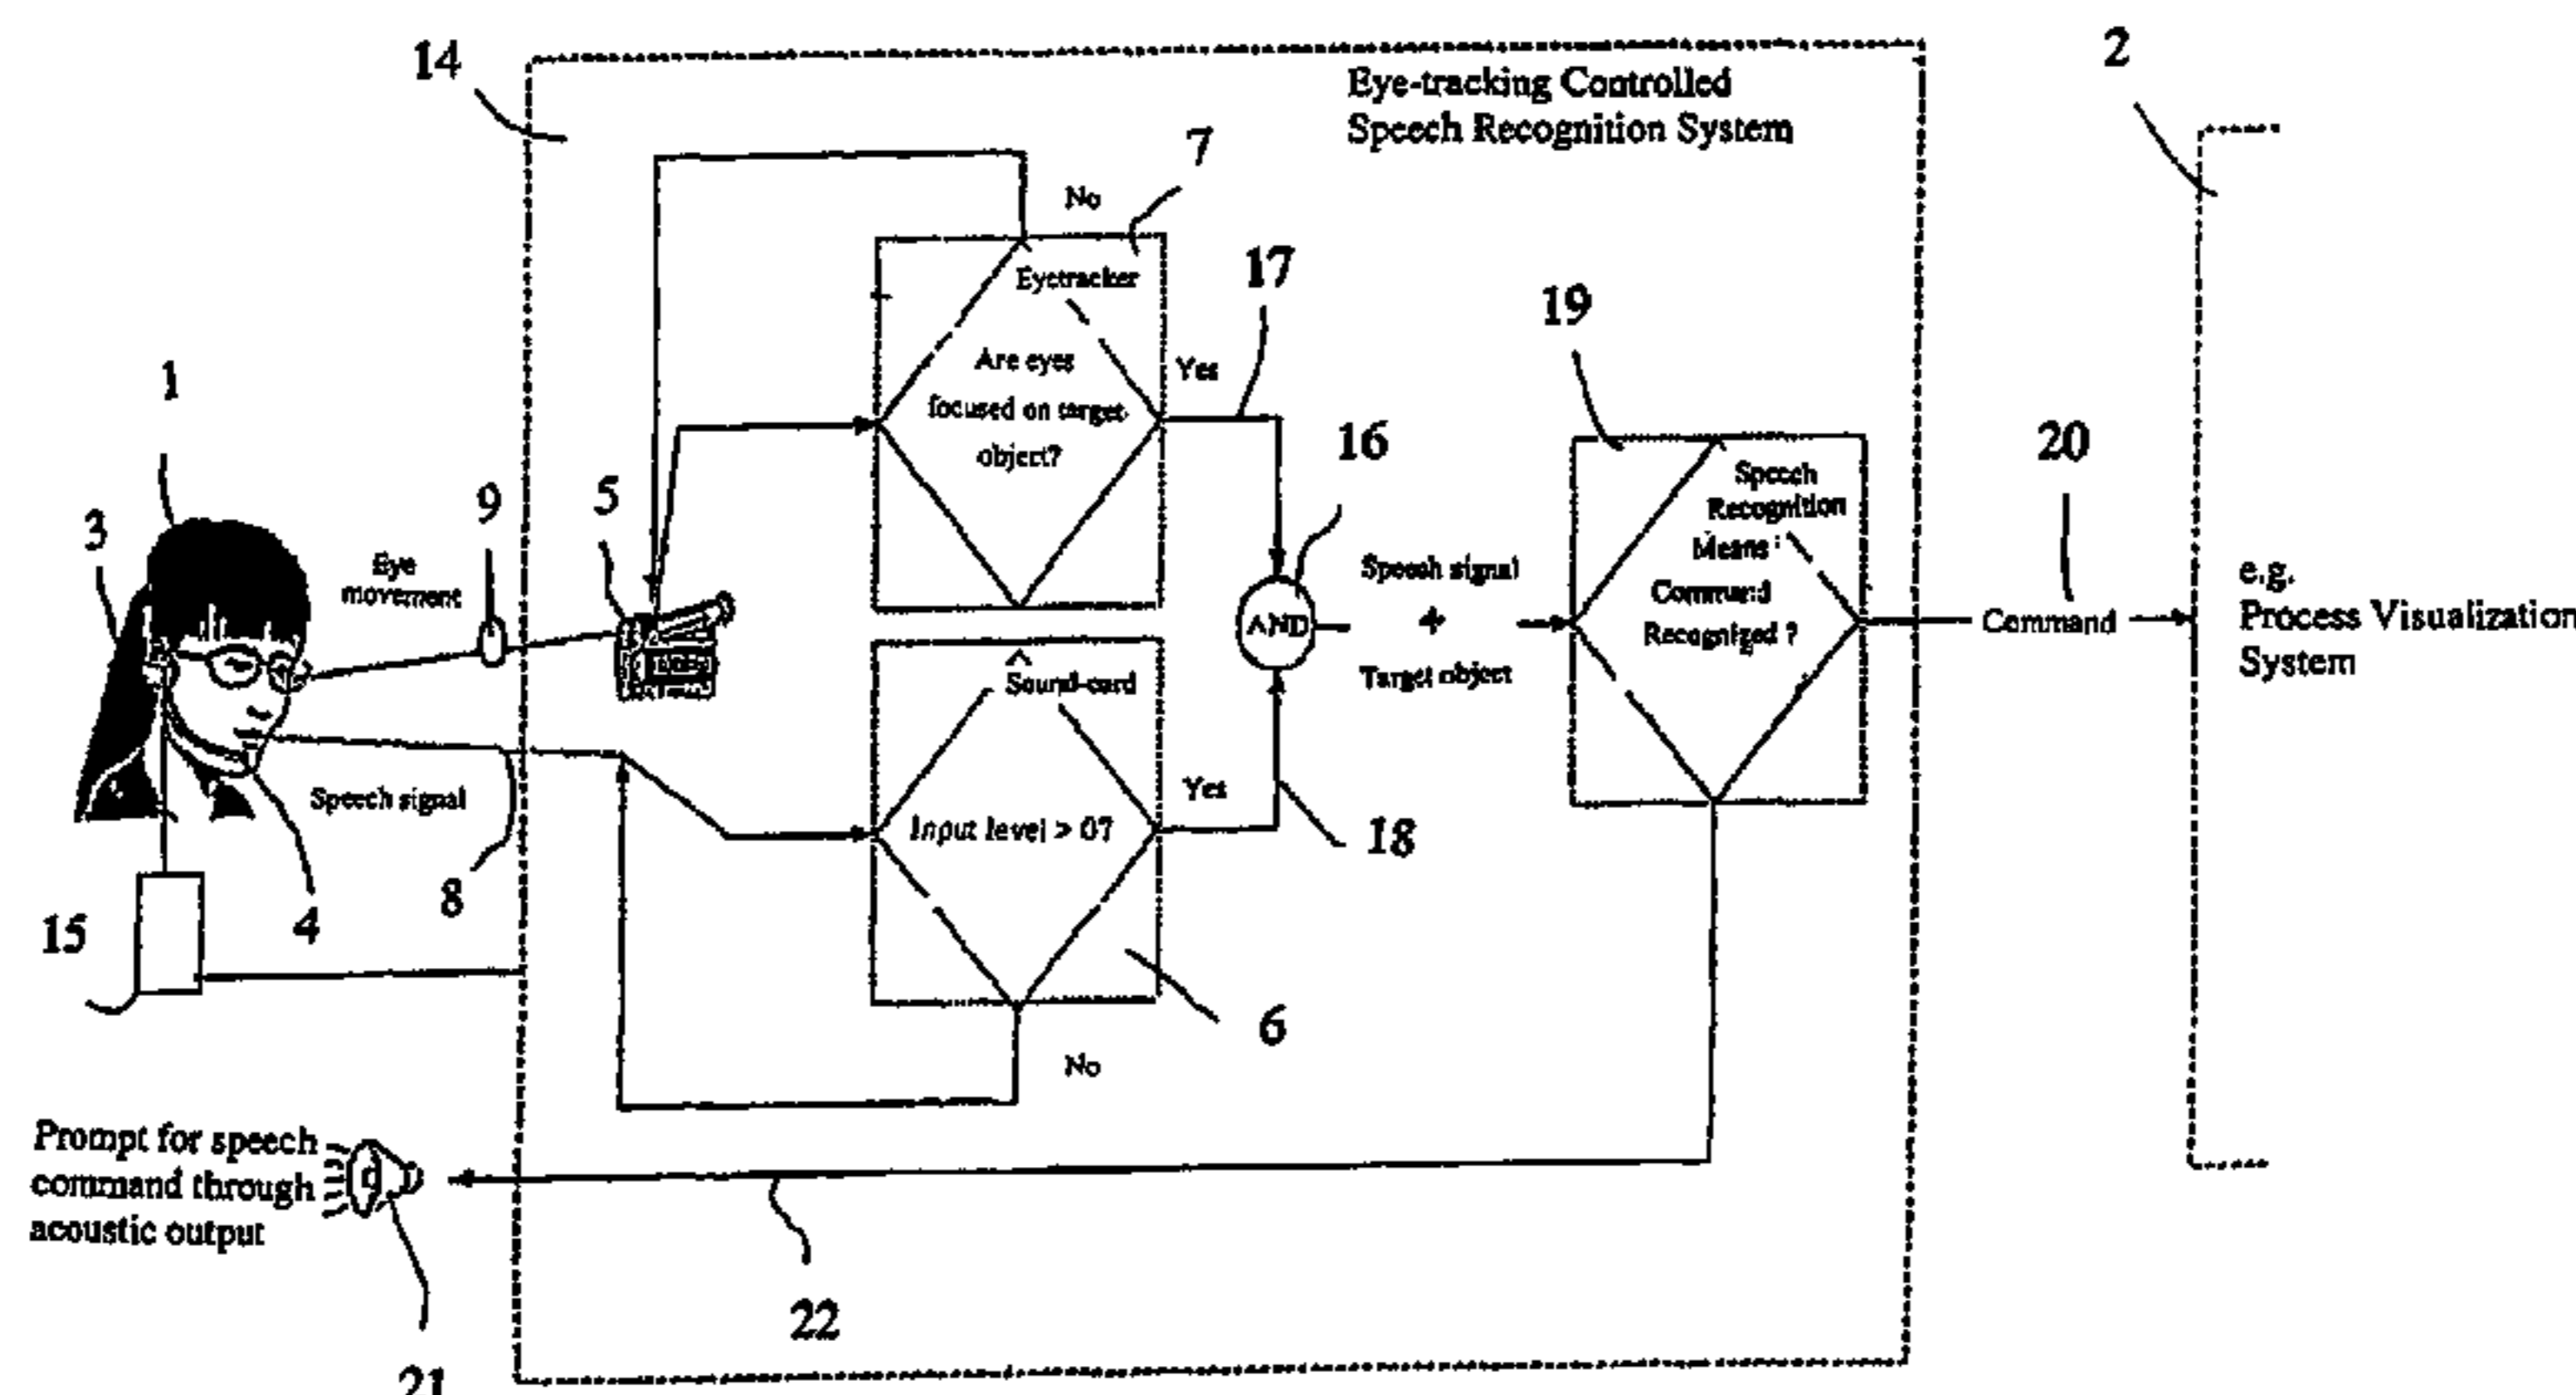 14
2
Eye-tracking Controlled
Speech Recognition System
7
No
17
Eyetracker
19
1
Yes
Are eyes
focused on target-
object?
16
20
9
5
3
Speech
Recognition
Means :
Command
Recognized ?
Eye
movement
Speech signal
+
Target object
AND
Command
e.g.
Process Visualization
System
Sound-card
Speech signal
Yes
Input level > 0?
18
8
4
15
6
No
Prompt for speech
command through
acoustic output
22
21